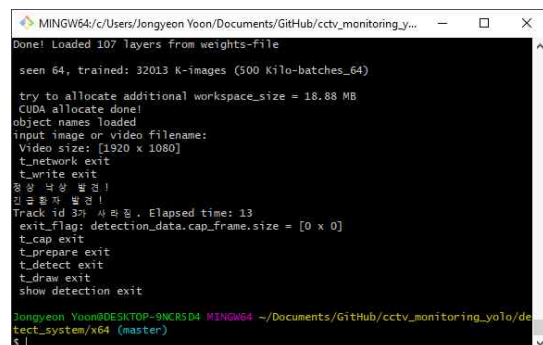 MINGW64:/c/Users/Jongyeon Yoon/Documents/GitHub/cctv_monitoring_y...
Done! Loaded 107 layers from weights-file
seen 64, trained: 32013 K-images (500 Kilo-batches_64)
try to allocate additional workspace_size = 18.88 MB
CUDA allocate done!
object names loaded
input image or video filename:
Video size: [1920 x 1080]
t_network exit
t_write exit
정상 낙상 발견!
긴급환자 발견!
Track id 3가 사라짐. Elapsed time: 13
exit_flag: detection_data.cap_frame.size = [0 x 0]
t_cap exit
t_prepare exit
t_detect exit
t_draw exit
show detection exit
Jongyeon Yoon@DESKTOP-9NCR5D4 MINGW64 ~/Documents/GitHub/cctv_monitoring_yolo/de
tect_system/x64 (master)
$